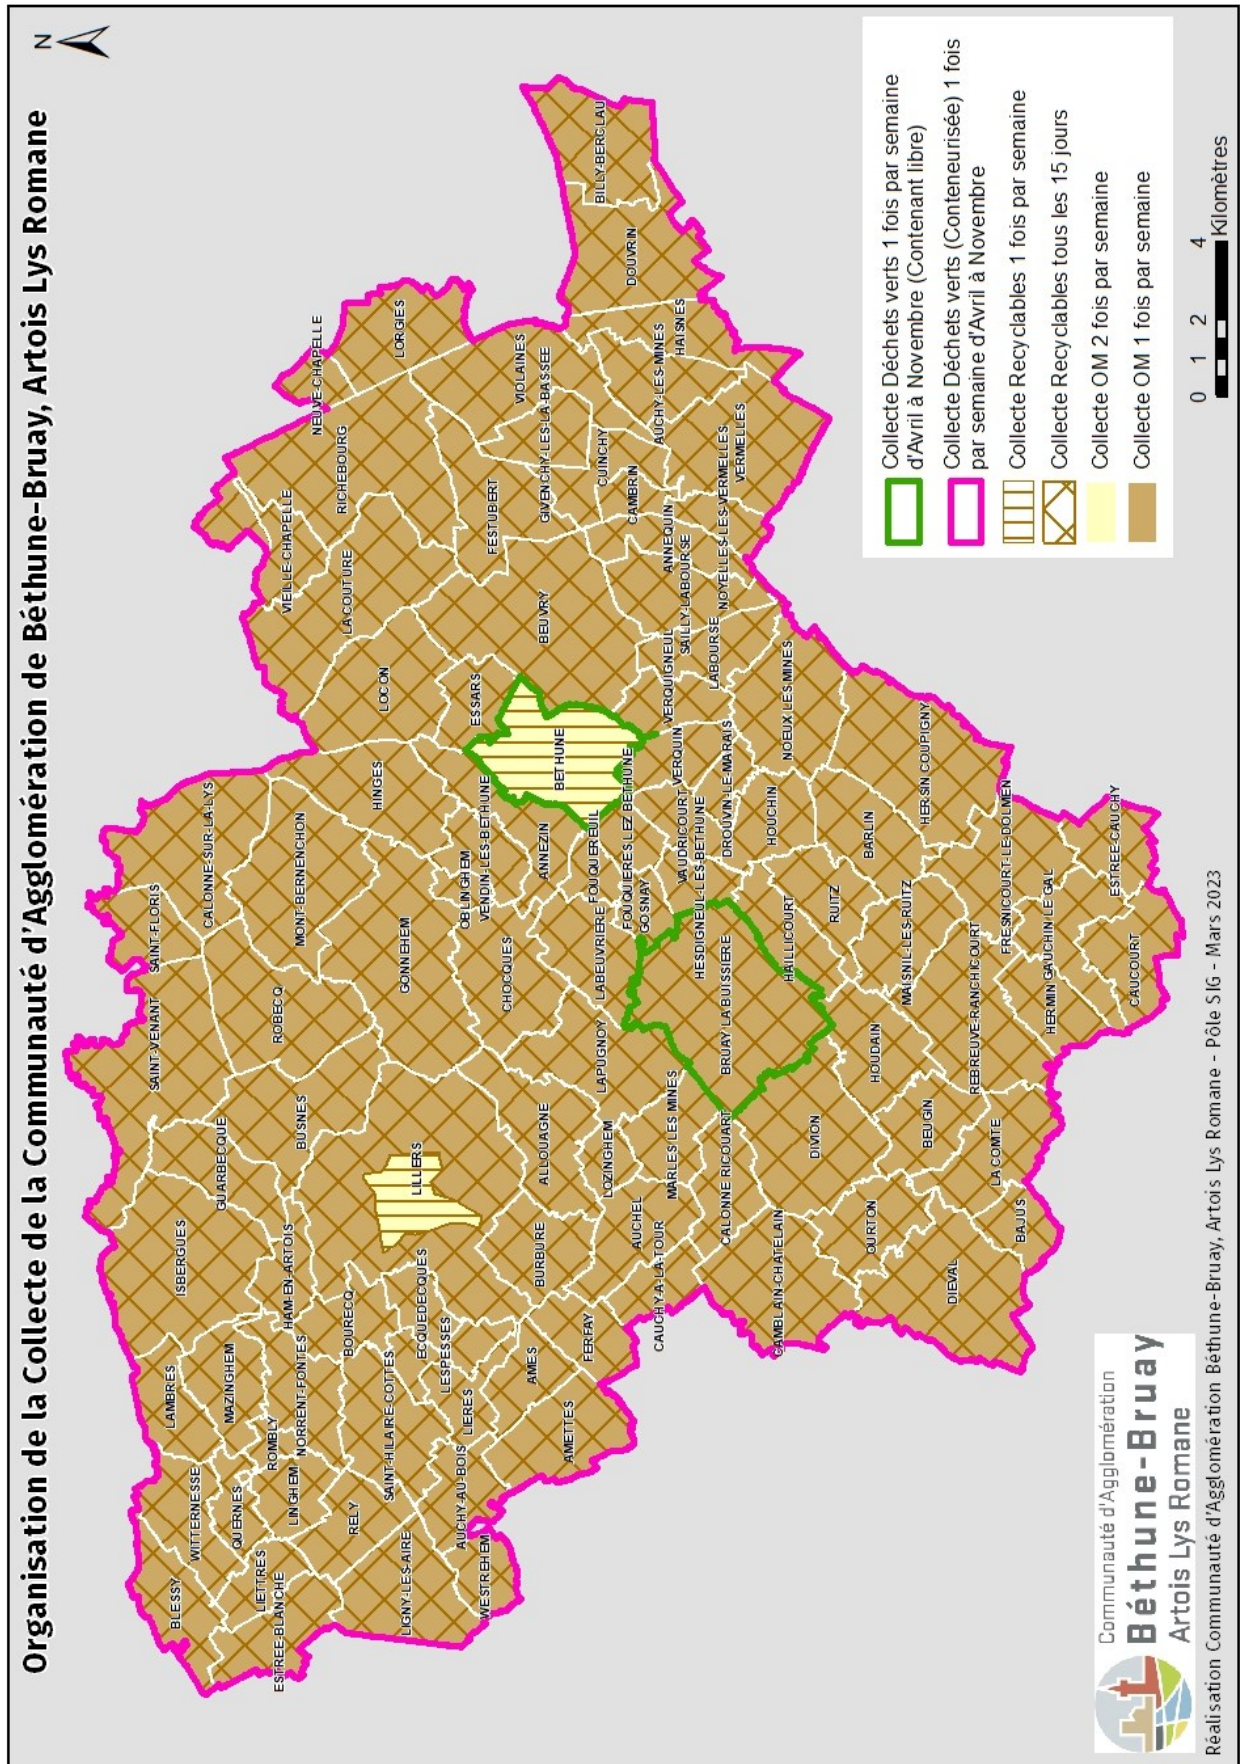 Organisation de la Collecte de la Communauté d'Agglomération de Béthune-Bruay, Artois Lys Romane
N
BLESSY
WITTERNESSE
LAMBRES
ISBERGUES
SAINT-VENANT
SAINT-FLORIS
CALONNE-SUR-LA-LYS
QUERNES
MAZINGHEM
GUARBECQUE
LIETTRES
ESTREE-BLANCHE
LINGHEM
ROMBLY
NORRENT-FONTES
HAM-EN-ARTOIS
BUSNES
ROBECQ
MONT-BERNENCHON
VIEILLE-CHAPELLE
NEUVE-CHAPELLE
RELY
BOURECQ
HINGES
LA COUTURE
RICHEBOURG
LIGNY-LES-AIRE
SAINT-HILAIRE-COTTES
ECQUEDECQUES
LILLERS
GONNEHEM
LOCON
LORGIES
WESTREHEM
AUCHY-AU-BOIS
LIERES
LESPESSES
OBLINGHEM
VENDIN-LES-BETHUNE
ESSARS
FESTUBERT
AMETTES
AMES
BURBURE
ALLOUAGNE
CHOCQUES
ANNEZIN
BETHUNE
BEUVRY
GIVENCHY-LES-LA-BASSEE
VIOLAINES
BILLY-BERCLAU
FERFAY
LOZINGHEM
LAPUGNOY
LABEUVRIERE
FOUQUEREUIL
FOUQUIERES LEZ BETHUNE
CUINCHY
CAMBRIN
DOUVRIN
CAUCHY-A-LA-TOUR
AUCHEL
MARLES LES MINES
GOSNAY
VAUDRICOURT
VERQUIN
VERQUIGNEUL
SAILLY-LABOURSE
ANNEQUIN
AUCHY-LES-MINES
HAISNES
CALONNE RICOUART
BRUAY LA BUISSIERE
HESDIGNEUL-LES-BETHUNE
DROUVIN-LE-MARAIS
LABOURSE
NOYELLES-LES-VERMELLES
VERMELLES
CAMBLAIN-CHATELAIN
DIVION
HAILLICOURT
HOUCHIN
NOEUX LES MINES
OURTON
HOUDAIN
RUITZ
BARLIN
DIEVAL
BEUGIN
MAISNIL-LES-RUITZ
HERSIN COUPIGNY
BAJUS
LA COMTE
REBREUVE-RANCHICOURT
FRESNICOURT-LE-DOLMEN
HERMIN
GAUCHIN LE GAL
ESTREE-CAUCHY
CAUCOURT
Collecte Déchets verts 1 fois par semaine
d'Avril à Novembre (Contenant libre)
Collecte Déchets verts (Conteneurisée) 1 fois
par semaine d'Avril à Novembre
Collecte Recyclables 1 fois par semaine
Collecte Recyclables tous les 15 jours
Collecte OM 2 fois par semaine
Collecte OM 1 fois par semaine
0 1 2 4
Kilomètres
Communauté d'Agglomération
Béthune-Bruay
Artois Lys Romane
Réalisation Communauté d'Agglomération Béthune-Bruay, Artois Lys Romane - Pôle SIG - Mars 2023